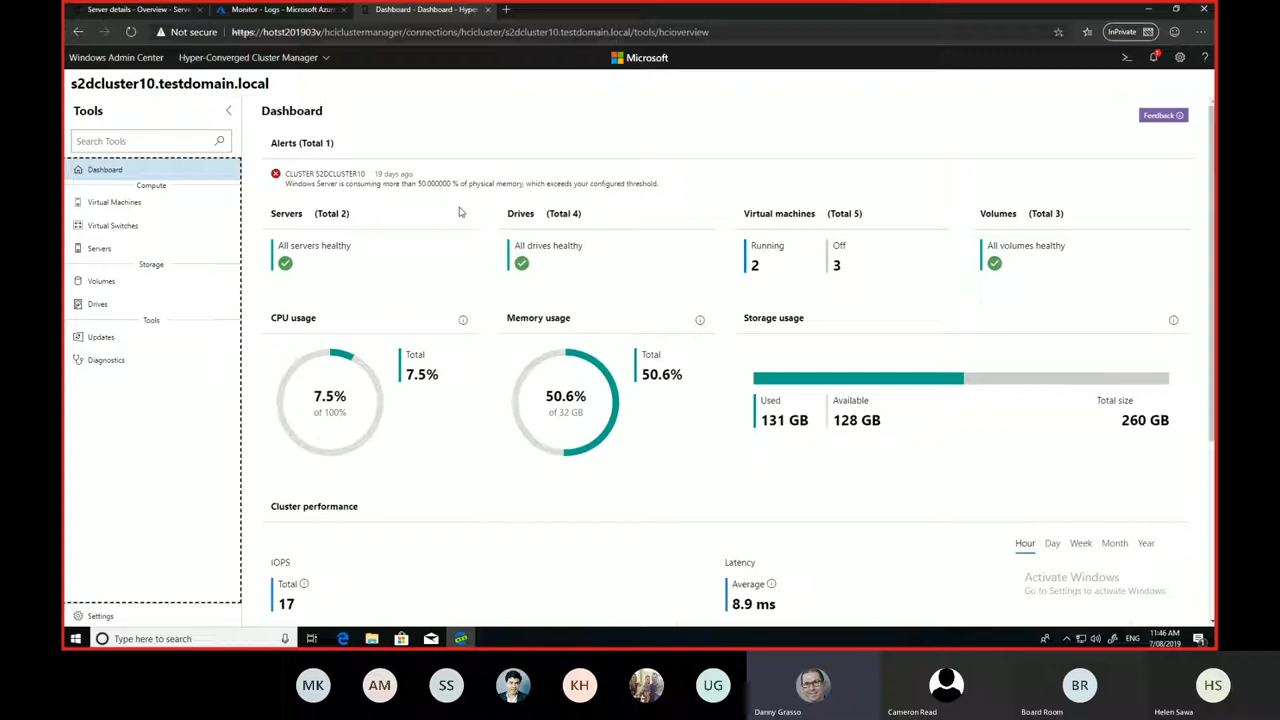 Server details - Overview - Serve
Monitor - Logs - Microsoft Azure
Dashboard - Dashboard - Hyper
Not secure
https://hotst201903v/hciclustermanager/connections/hcicluster/s2dcluster10.testdomain.local/tools/hcioverview
InPrivate
Windows Admin Center
Hyper-Converged Cluster Manager
Microsoft
s2dcluster10.testdomain.local
Tools
Search Tools
Dashboard
Compute
Virtual Machines
Virtual Switches
Servers
Storage
Volumes
Drives
Tools
Updates
Diagnostics
Settings
Dashboard
Feedback
Alerts (Total 1)
CLUSTER S2DCLUSTER10 19 days ago
Windows Server is consuming more than 50.000000 % of physical memory, which exceeds your configured threshold.
Servers (Total 2)
All servers healthy
Drives (Total 4)
All drives healthy
Virtual machines (Total 5)
Running
2
Off
3
Volumes (Total 3)
All volumes healthy
CPU usage
7.5%
of 100%
Total
7.5%
Memory usage
50.6%
of 32 GB
Total
50.6%
Storage usage
Used
131 GB
Available
128 GB
Total size
260 GB
Cluster performance
Hour Day Week Month Year
IOPS
Total
17
Latency
Average
8.9 ms
Activate Windows
Go to Settings to activate Windows.
Type here to search
ENG
11:46 AM
7/08/2019
MK
AM
SS
KH
UG
Danny Grasso
Cameron Read
BR
Board Room
HS
Helen Sawa